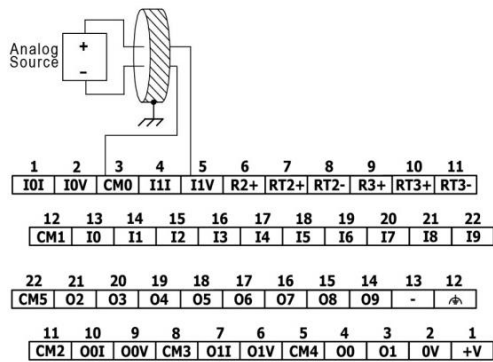 Analog
Source
+
−
1 2 3 4 5 6 7 8 9 10 11
I0I I0V CM0 I1I I1V R2+ RT2+ RT2- R3+ RT3+ RT3-
12 13 14 15 16 17 18 19 20 21 22
CM1 I0 I1 I2 I3 I4 I5 I6 I7 I8 I9
22 21 20 19 18 17 16 15 14 13 12
CM5 O2 O3 O4 O5 O6 O7 O8 O9 -
11 10 9 8 7 6 5 4 3 2 1
CM2 O0I O0V CM3 O1I O1V CM4 O0 O1 0V +V